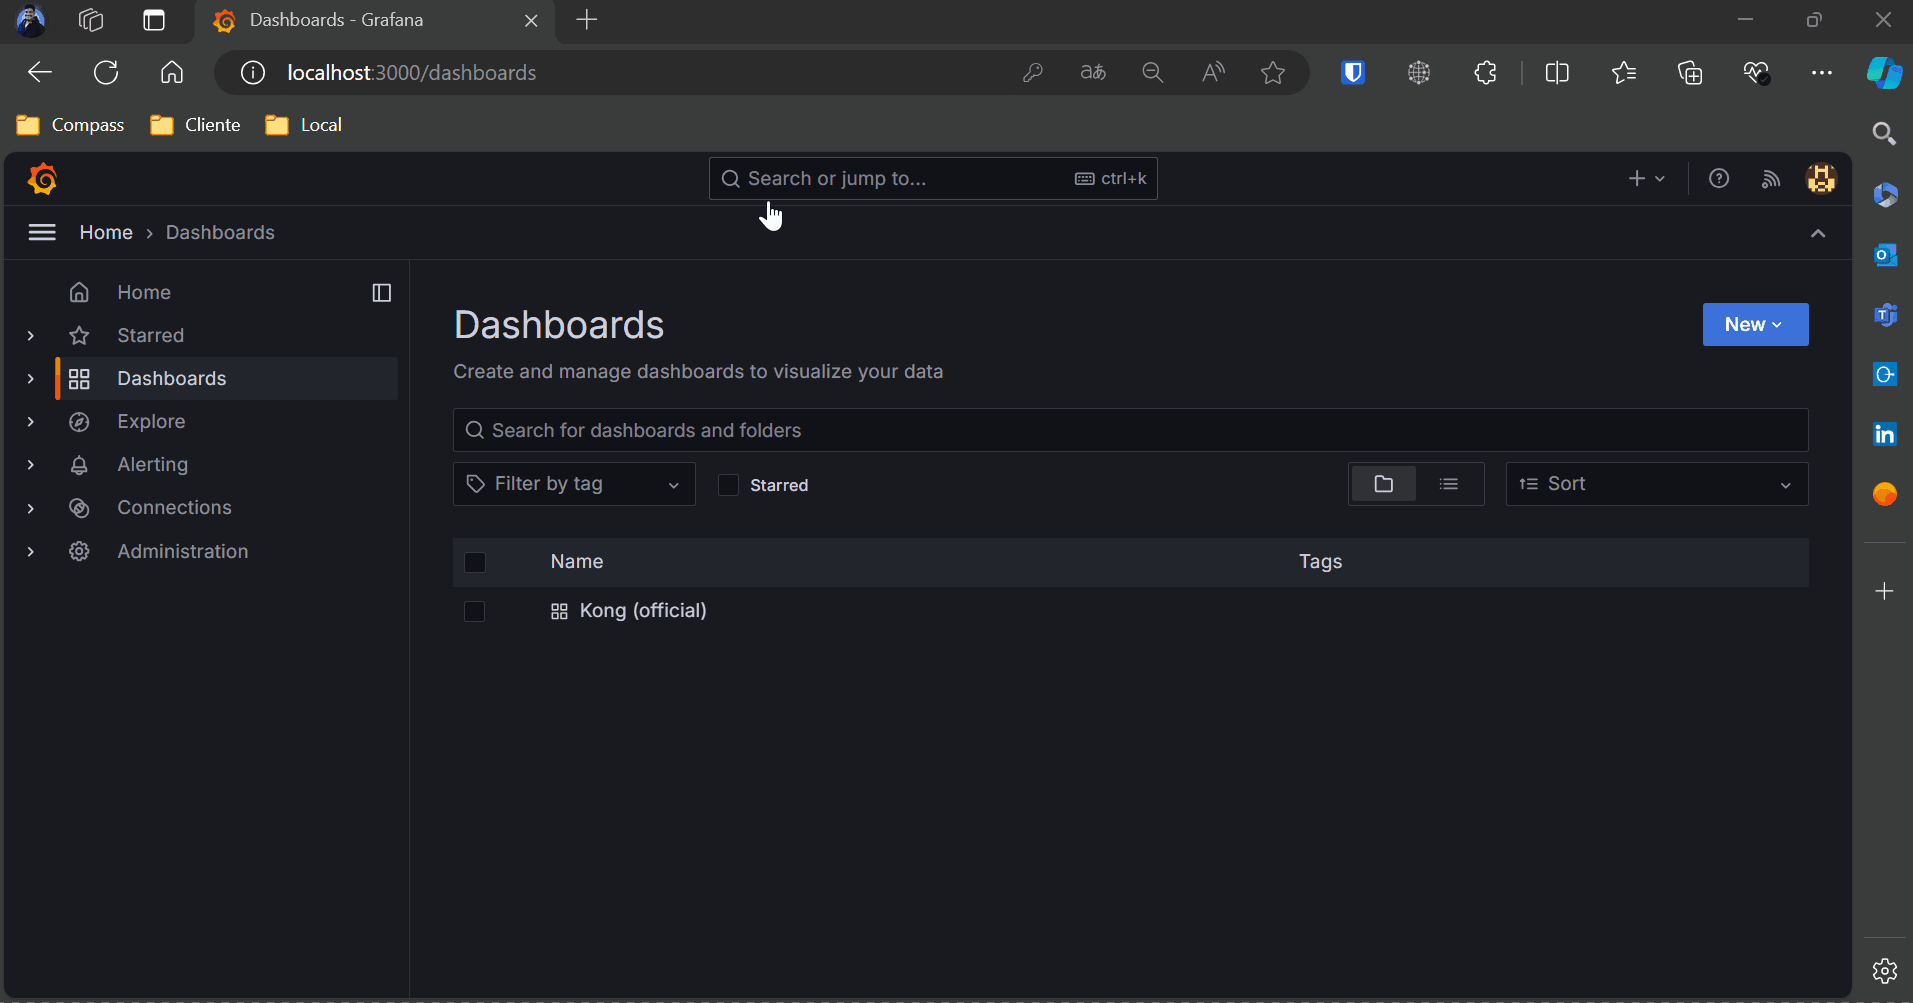 Dashboards - Grafana
localhost:3000/dashboards
Compass Cliente Local
Search or jump to... ctrl+k
Home › Dashboards
Home
Starred
Dashboards
Explore
Alerting
Connections
Administration
Dashboards
New
Create and manage dashboards to visualize your data
Search for dashboards and folders
Filter by tag Starred Sort
Name Tags
Kong (official)